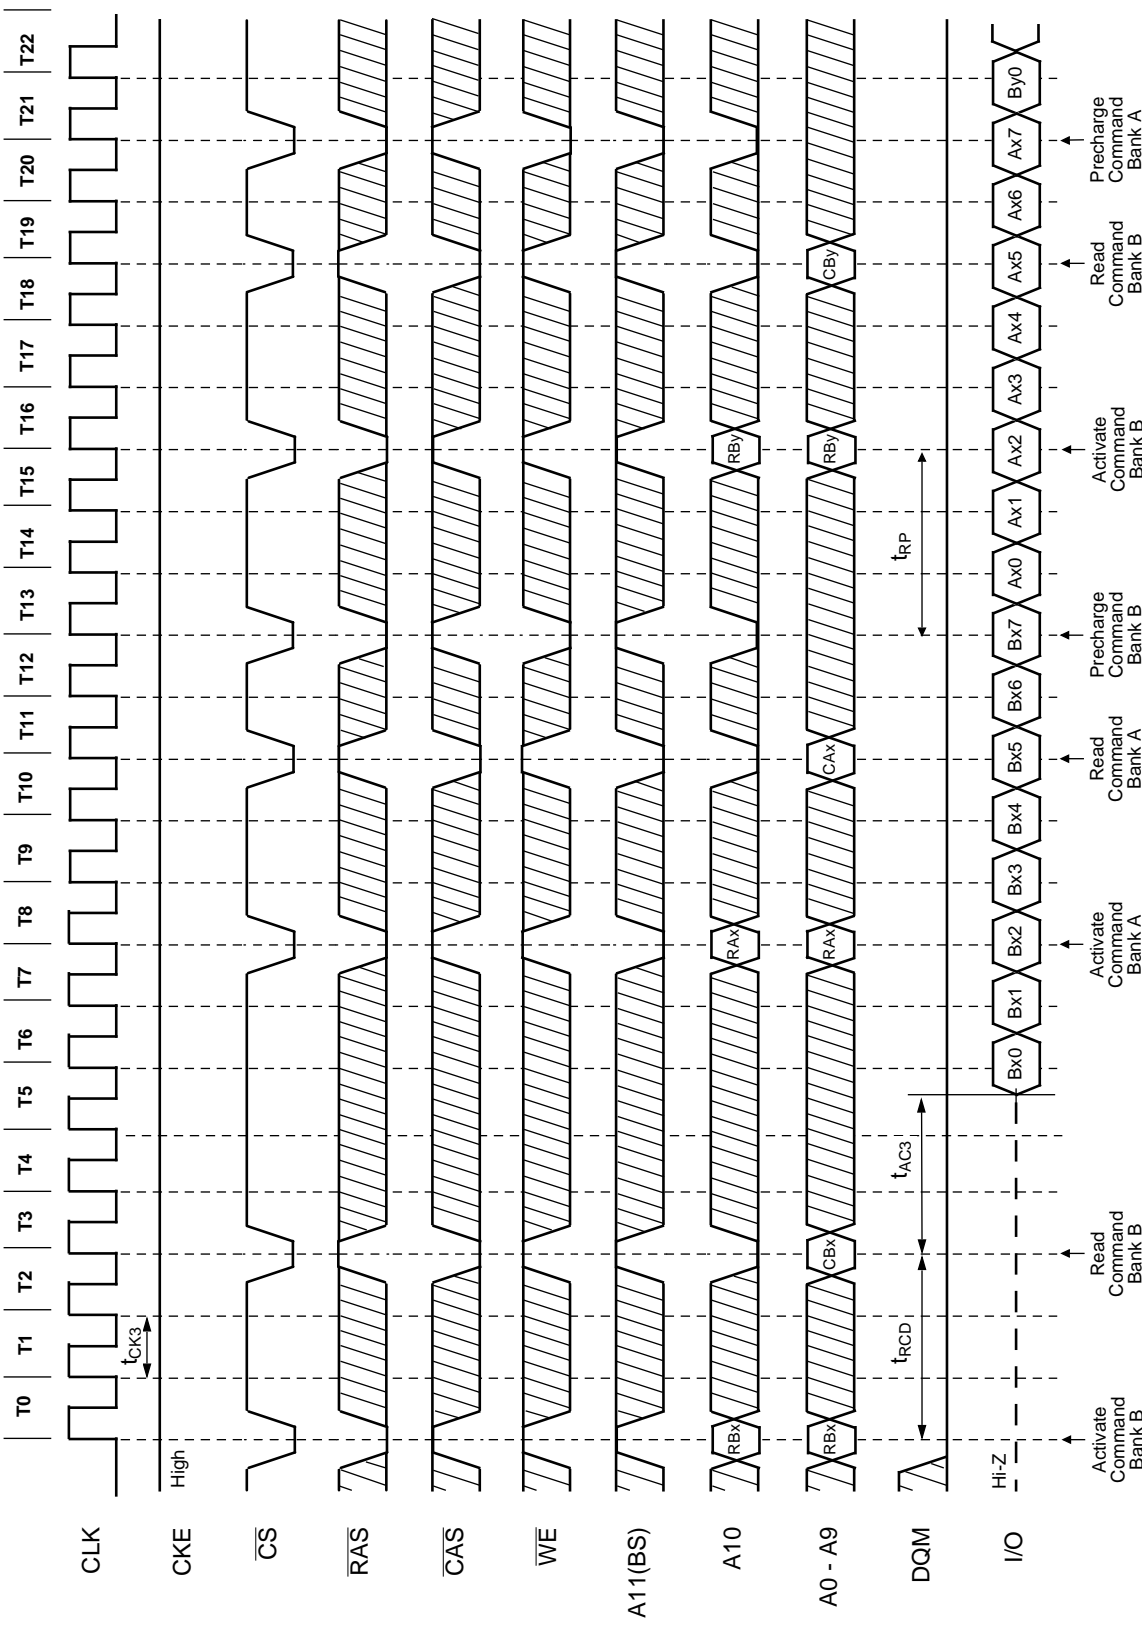 T0 T1 T2 T3 T4 T5 T6 T7 T8 T9 T10 T11 T12 T13 T14 T15 T16 T17 T18 T19 T20 T21 T22
CLK
tCK3
CKE
High
CS
RAS
CAS
WE
A11(BS)
A10
RBx RAx RBy
A0 - A9
RBx CBx RAx CAx RBy CBy
DQM
tRCD tAC3 tRP
I/O
Hi-Z
Bx0 Bx1 Bx2 Bx3 Bx4 Bx5 Bx6 Bx7 Ax0 Ax1 Ax2 Ax3 Ax4 Ax5 Ax6 Ax7 By0
Activate
Command
Bank B
Read
Command
Bank B
Activate
Command
Bank A
Read
Command
Bank A
Precharge
Command
Bank B
Activate
Command
Bank B
Read
Command
Bank B
Precharge
Command
Bank A